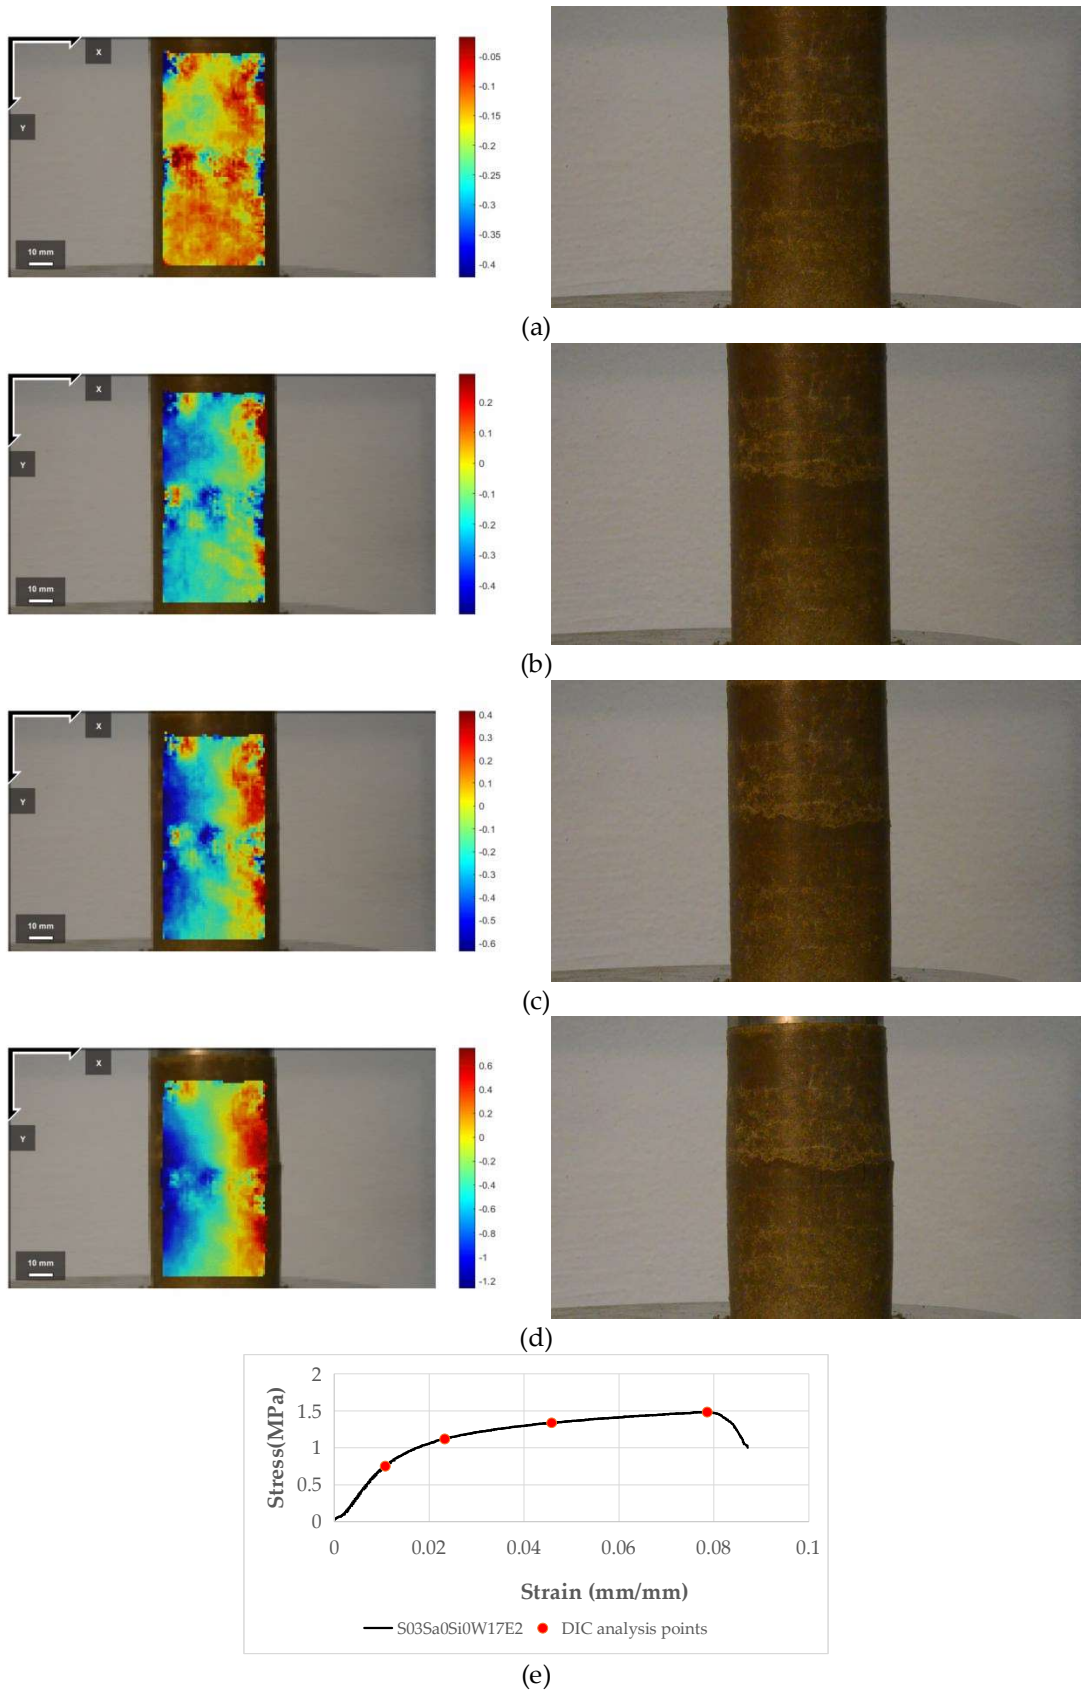 X
Y
10 mm
-0.05
-0.1
-0.15
-0.2
-0.25
-0.3
-0.35
-0.4
(a)
X
Y
10 mm
0.2
0.1
0
-0.1
-0.2
-0.3
-0.4
(b)
X
Y
10 mm
0.4
0.3
0.2
0.1
0
-0.1
-0.2
-0.3
-0.4
-0.5
-0.6
(c)
X
Y
10 mm
0.6
0.4
0.2
0
-0.2
-0.4
-0.6
-0.8
-1
-1.2
(d)
Stress(MPa)
2
1.5
1
0.5
0
0 0.02 0.04 0.06 0.08 0.1
Strain (mm/mm)
S03Sa0Si0W17E2 DIC analysis points
(e)